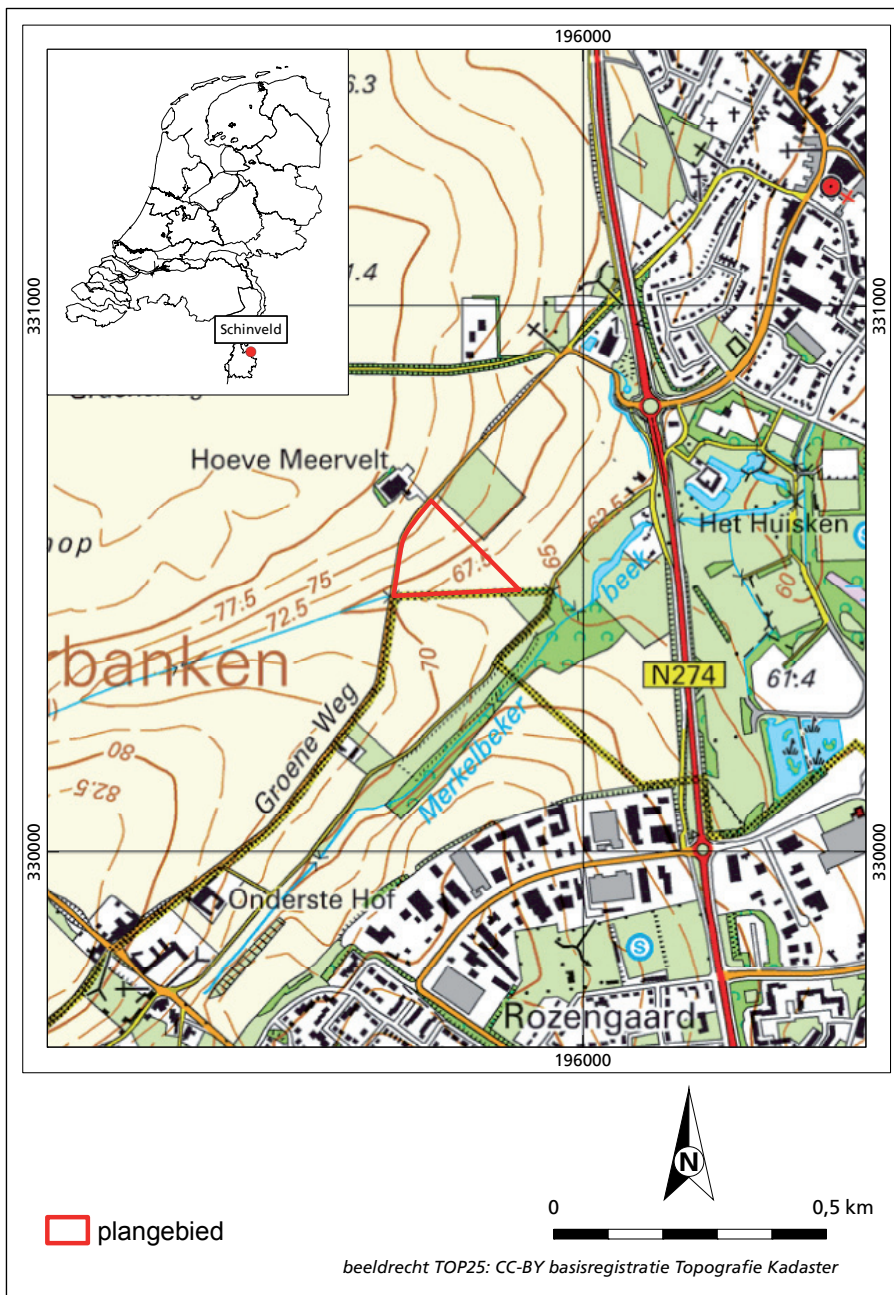 196000
6.3
1.4
Schinveld
331000
331000
Hoeve Meervelt
Het Huisken
62.5
65
67.5
beek
60
77.5
75
72.5
70
banken
N274
61.4
80
82.5
Groene Weg
Merkelbeker
330000
330000
Onderste Hof
S
Rozengaard
196000
N
plangebied
0
0,5 km
beeldrecht TOP25: CC-BY basisregistratie Topografie Kadaster